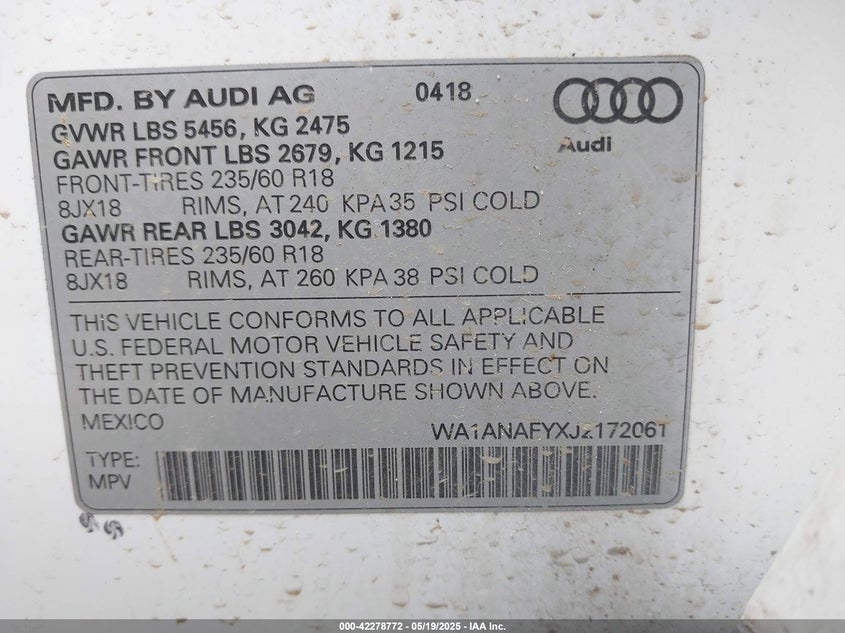 MFD. BY AUDI AG 0418
Audi
GVWR LBS 5456, KG 2475
GAWR FRONT LBS 2679, KG 1215
FRONT-TIRES 235/60 R18
8JX18 RIMS, AT 240 KPA 35 PSI COLD
GAWR REAR LBS 3042, KG 1380
REAR-TIRES 235/60 R18
8JX18 RIMS, AT 260 KPA 38 PSI COLD
THIS VEHICLE CONFORMS TO ALL APPLICABLE
U.S. FEDERAL MOTOR VEHICLE SAFETY AND
THEFT PREVENTION STANDARDS IN EFFECT ON
THE DATE OF MANUFACTURE SHOWN ABOVE.
MEXICO WA1ANAFYXJ2172061
TYPE:
MPV
000-42278772 - 05/19/2025 - IAA Inc.